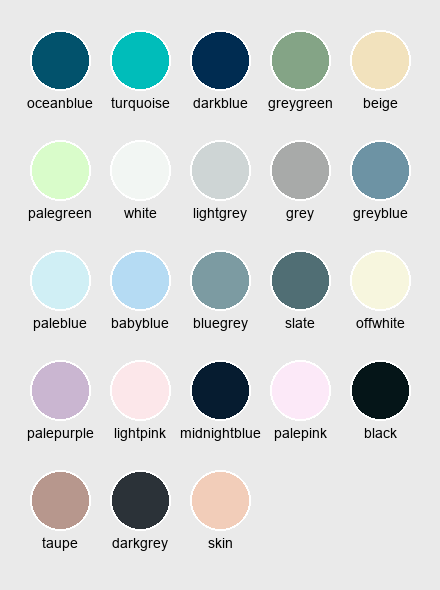 oceanblue turquoise darkblue greygreen beige
palegreen white lightgrey grey greyblue
paleblue babyblue bluegrey slate offwhite
palepurple lightpink midnightblue palepink black
taupe darkgrey skin